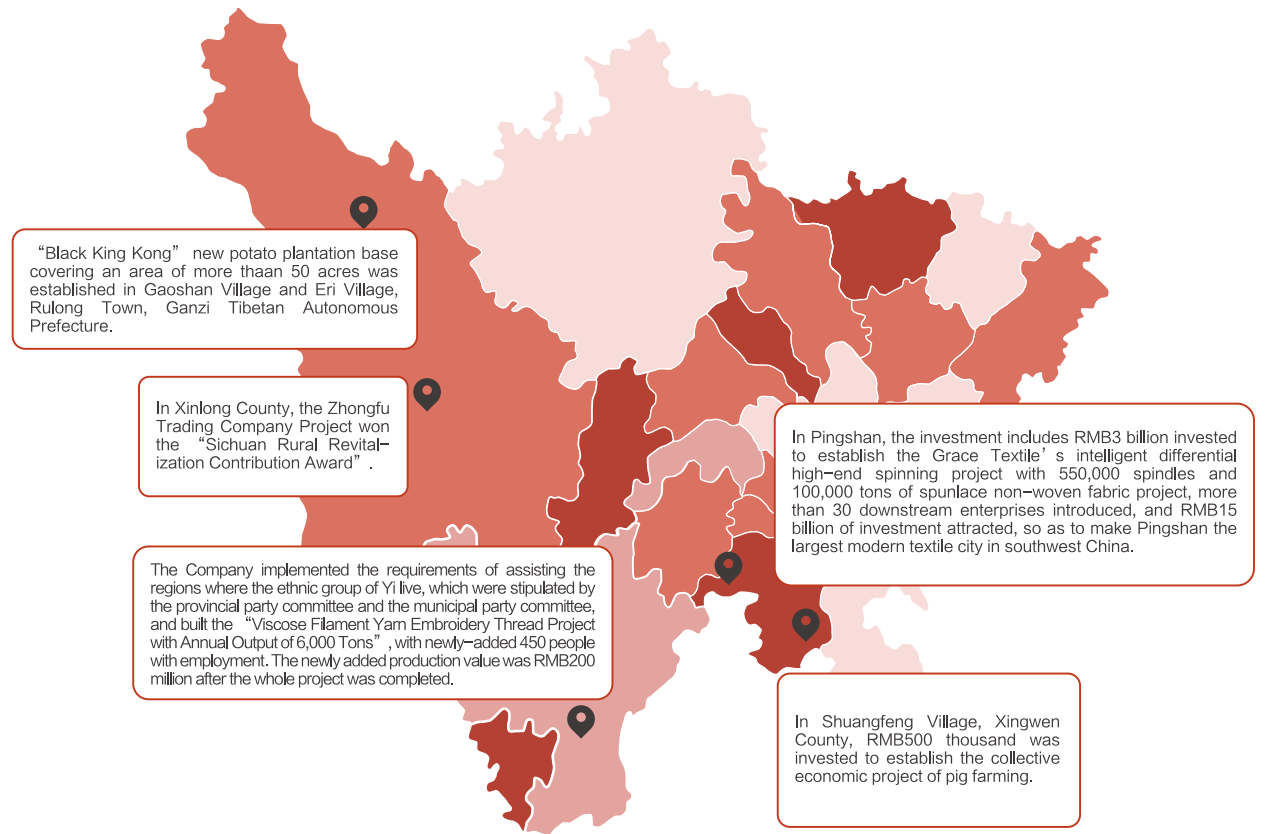 “Black King Kong” new potato plantation base
covering an area of more thaan 50 acres was
established in Gaoshan Village and Eri Village,
Rulong Town, Ganzi Tibetan Autonomous
Prefecture.
In Xinlong County, the Zhongfu
Trading Company Project won
the “Sichuan Rural Revital-
ization Contribution Award”.
In Pingshan, the investment includes RMB3 billion invested
to establish the Grace Textile’s intelligent differential
high-end spinning project with 550,000 spindles and
100,000 tons of spunlace non-woven fabric project, more
than 30 downstream enterprises introduced, and RMB15
billion of investment attracted, so as to make Pingshan the
largest modern textile city in southwest China.
The Company implemented the requirements of assisting the
regions where the ethnic group of Yi live, which were stipulated by
the provincial party committee and the municipal party committee,
and built the “Viscose Filament Yarn Embroidery Thread Project
with Annual Output of 6,000 Tons”, with newly-added 450 people
with employment. The newly added production value was RMB200
million after the whole project was completed.
In Shuangfeng Village, Xingwen
County, RMB500 thousand was
invested to establish the collective
economic project of pig farming.